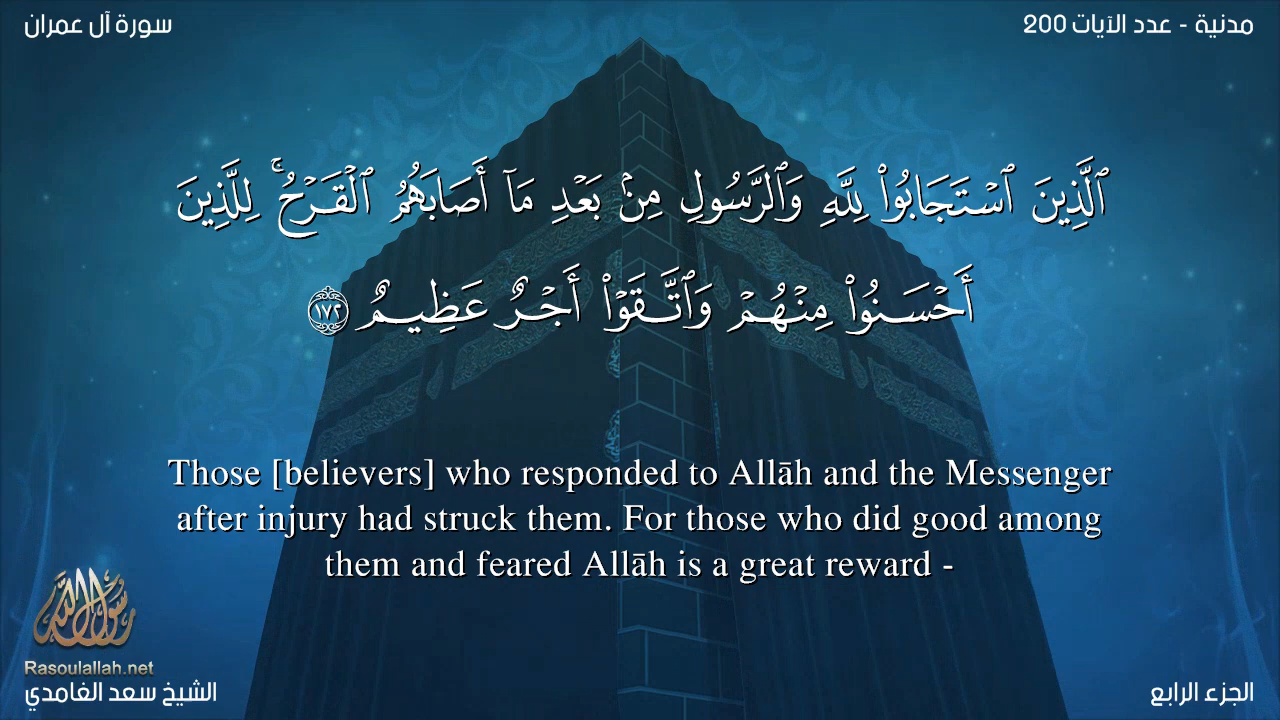 مدنية - عدد الآيات 200
سورة آل عمران
ٱلَّذِينَ ٱسْتَجَابُوا۟ لِلَّهِ وَٱلرَّسُولِ مِنۢ بَعْدِ مَآ أَصَابَهُمُ ٱلْقَرْحُ ۚ لِلَّذِينَ
أَحْسَنُوا۟ مِنْهُمْ وَٱتَّقَوْا۟ أَجْرٌ عَظِيمٌ ١٧٢
Those [believers] who responded to Allāh and the Messenger
after injury had struck them. For those who did good among
them and feared Allāh is a great reward -
رسول الله
Rasoulallah.net
الشيخ سعد الغامدي
الجزء الرابع